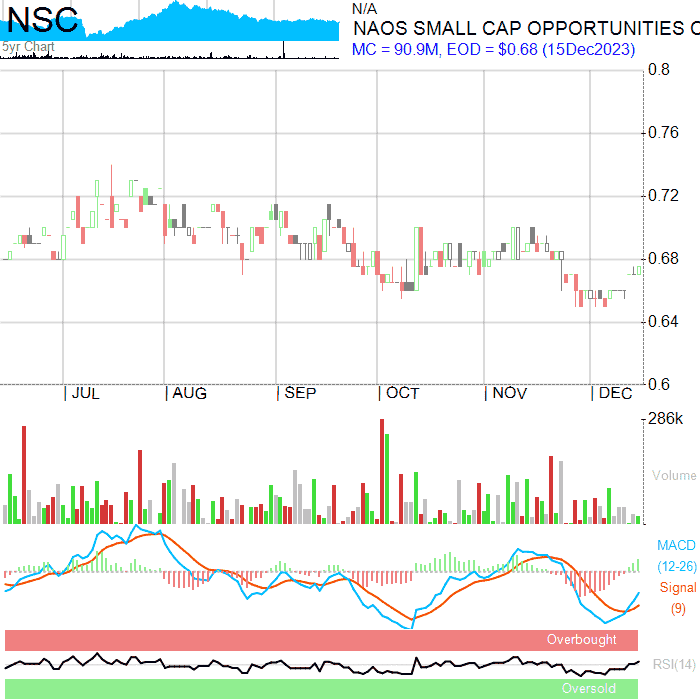 NSC
5yr Chart
N/A
NAOS SMALL CAP OPPORTUNITIES C
MC = 90.9M, EOD = $0.68 (15Dec2023)
0.8
0.76
0.72
0.68
0.64
0.6
JUL AUG SEP OCT NOV DEC
286k
Volume
MACD
(12-26)
Signal
(9)
Overbought
RSI(14)
Oversold